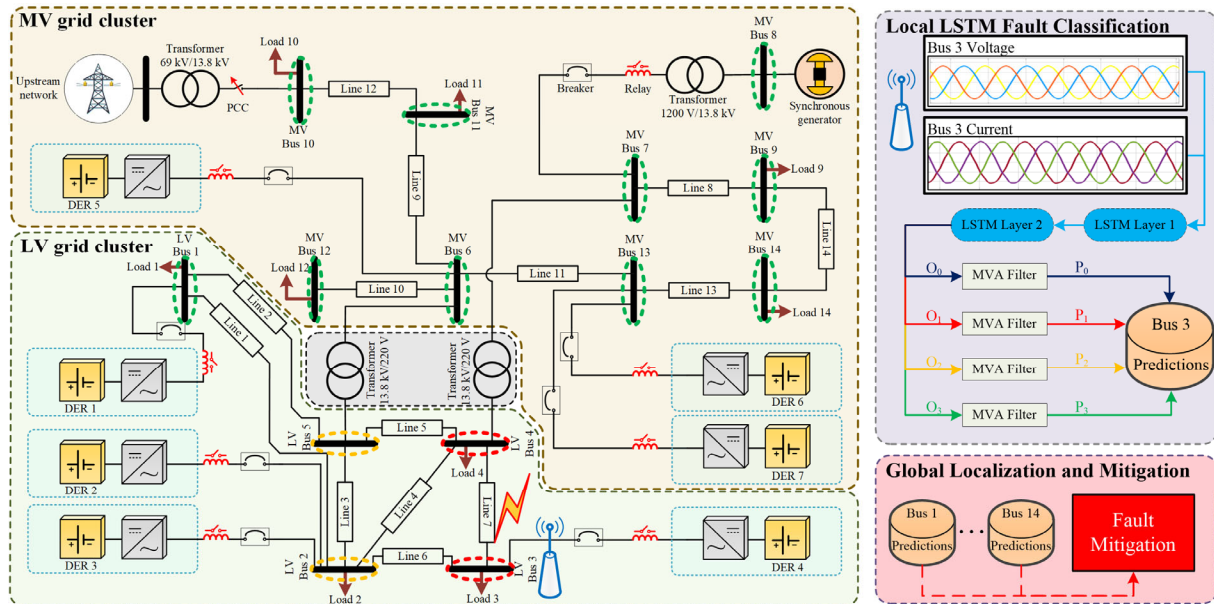 MV grid cluster
Upstream
network
Transformer
69 kV/13.8 kV
PCC
Load 10
MV
Bus 10
Line 12
Load 11
MV
Bus 11
Line 9
Breaker
Relay
Transformer
1200 V/13.8 kV
MV
Bus 8
Synchronous
generator
DER 5
MV
Bus 7
Line 8
MV
Bus 9
Load 9
Line 14
MV
Bus 12
Load 12
Line 10
MV
Bus 6
Line 11
MV
Bus 13
Line 13
MV
Bus 14
Load 14
Transformer
13.8 kV/220 V
Transformer
13.8 kV/220 V
DER 6
DER 7
LV grid cluster
LV
Bus 1
Load 1
Line 2
Line 1
DER 1
DER 2
DER 3
LV
Bus 5
Line 5
LV
Bus 4
Load 4
Line 3
Line 4
Line 7
LV
Bus 2
Load 2
Line 6
LV
Bus 3
Load 3
DER 4
Local LSTM Fault Classification
Bus 3 Voltage
Bus 3 Current
LSTM Layer 2
LSTM Layer 1
O0
MVA Filter
P0
O1
MVA Filter
P1
O2
MVA Filter
P2
O3
MVA Filter
P3
Bus 3
Predictions
Global Localization and Mitigation
Bus 1
Predictions
...
Bus 14
Predictions
Fault
Mitigation